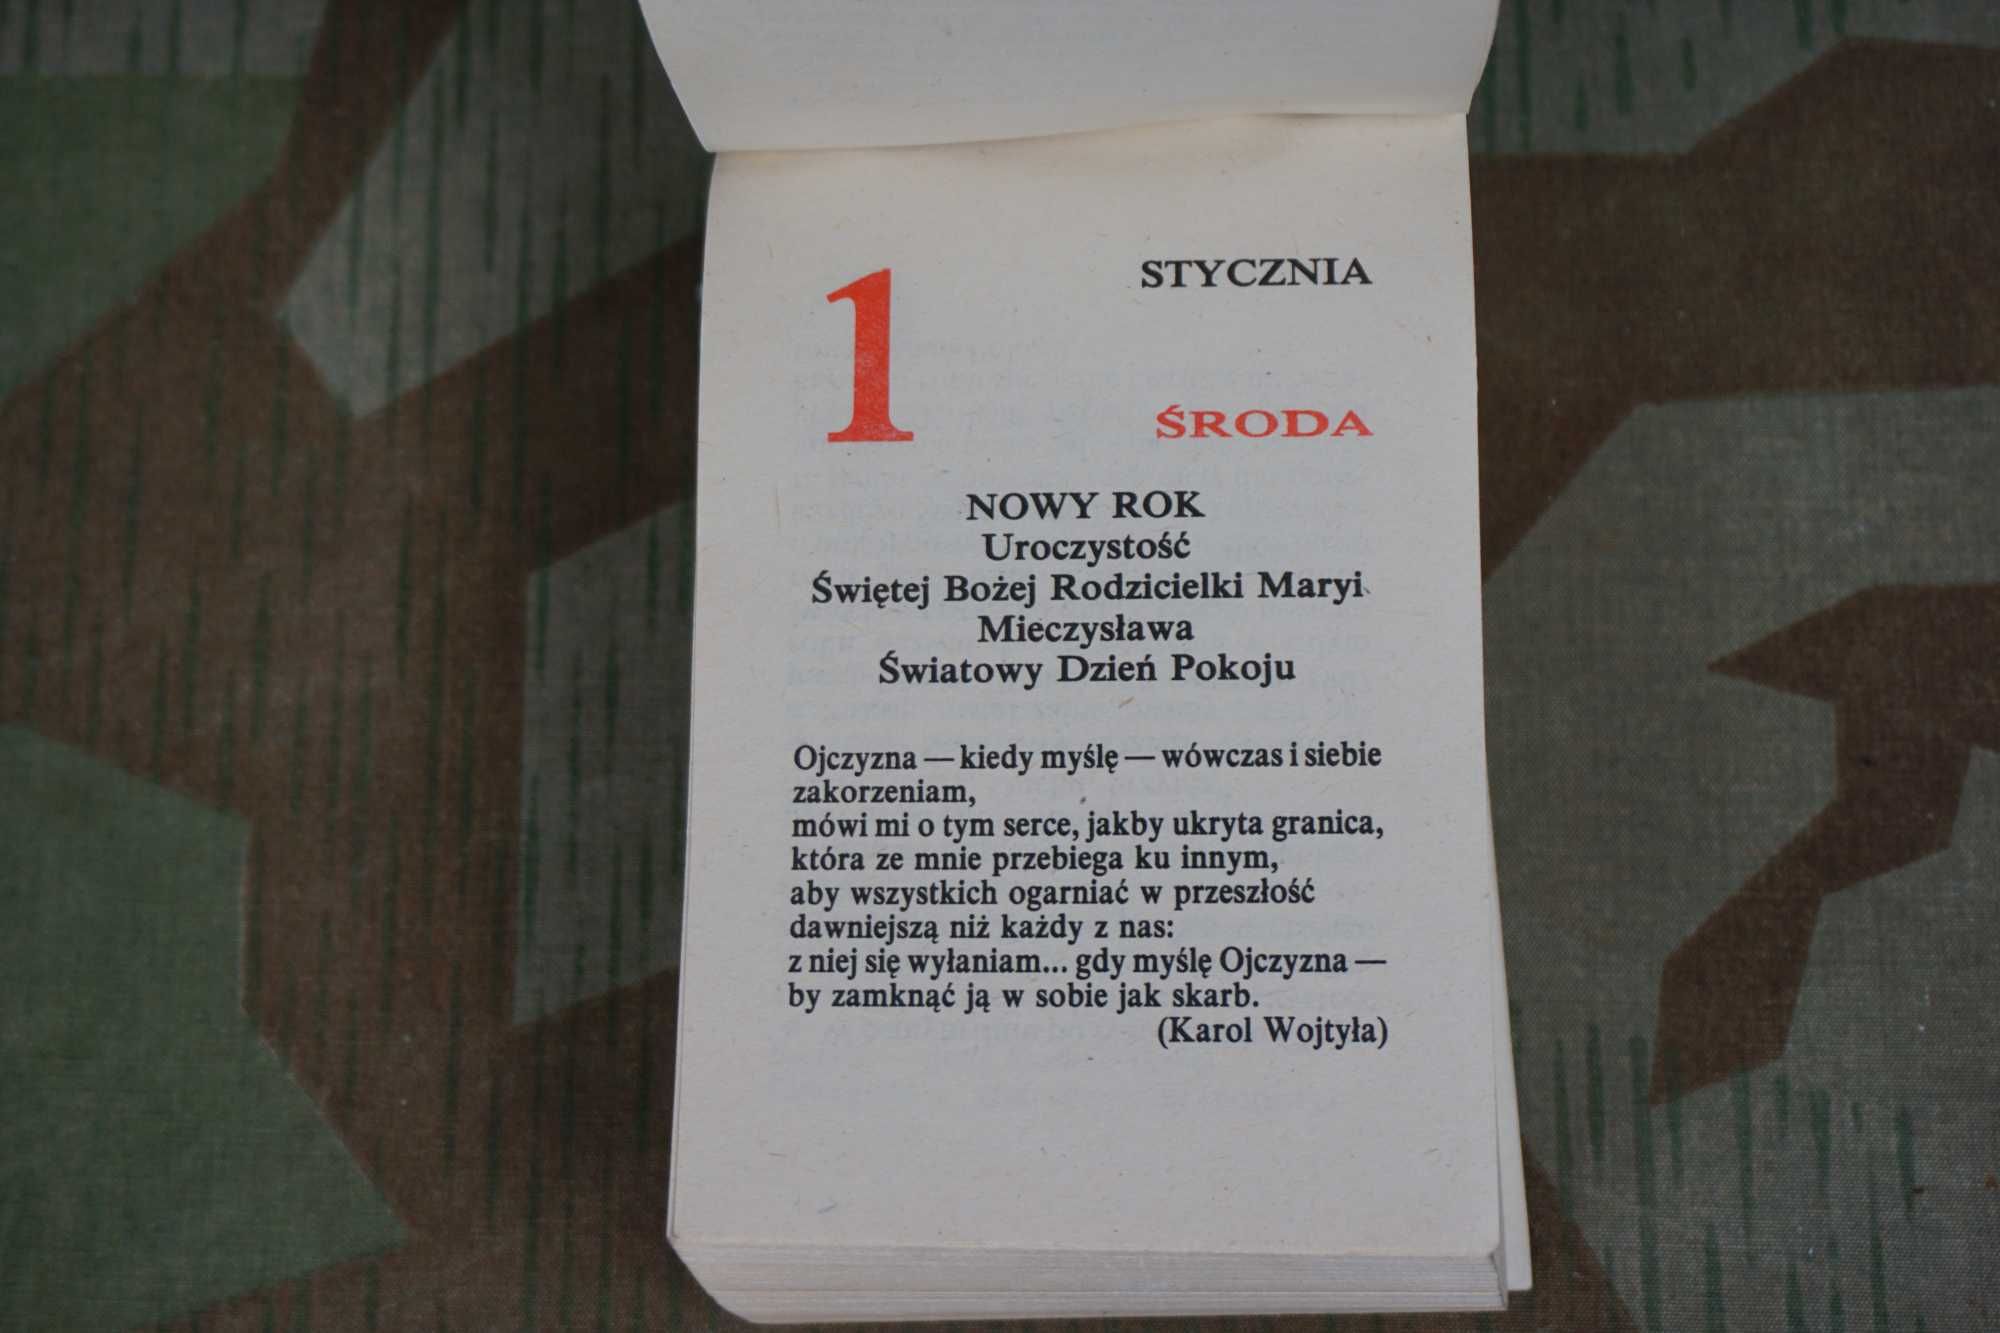 1
STYCZNIA
ŚRODA
NOWY ROK
Uroczystość
Świętej Bożej Rodzicielki Maryi
Mieczysława
Światowy Dzień Pokoju
Ojczyzna — kiedy myślę — wówczas i siebie
zakorzeniam,
mówi mi o tym serce, jakby ukryta granica,
która ze mnie przebiega ku innym,
aby wszystkich ogarniać w przeszłość
dawniejszą niż każdy z nas:
z niej się wyłaniam... gdy myślę Ojczyzna —
by zamknąć ją w sobie jak skarb.
(Karol Wojtyła)